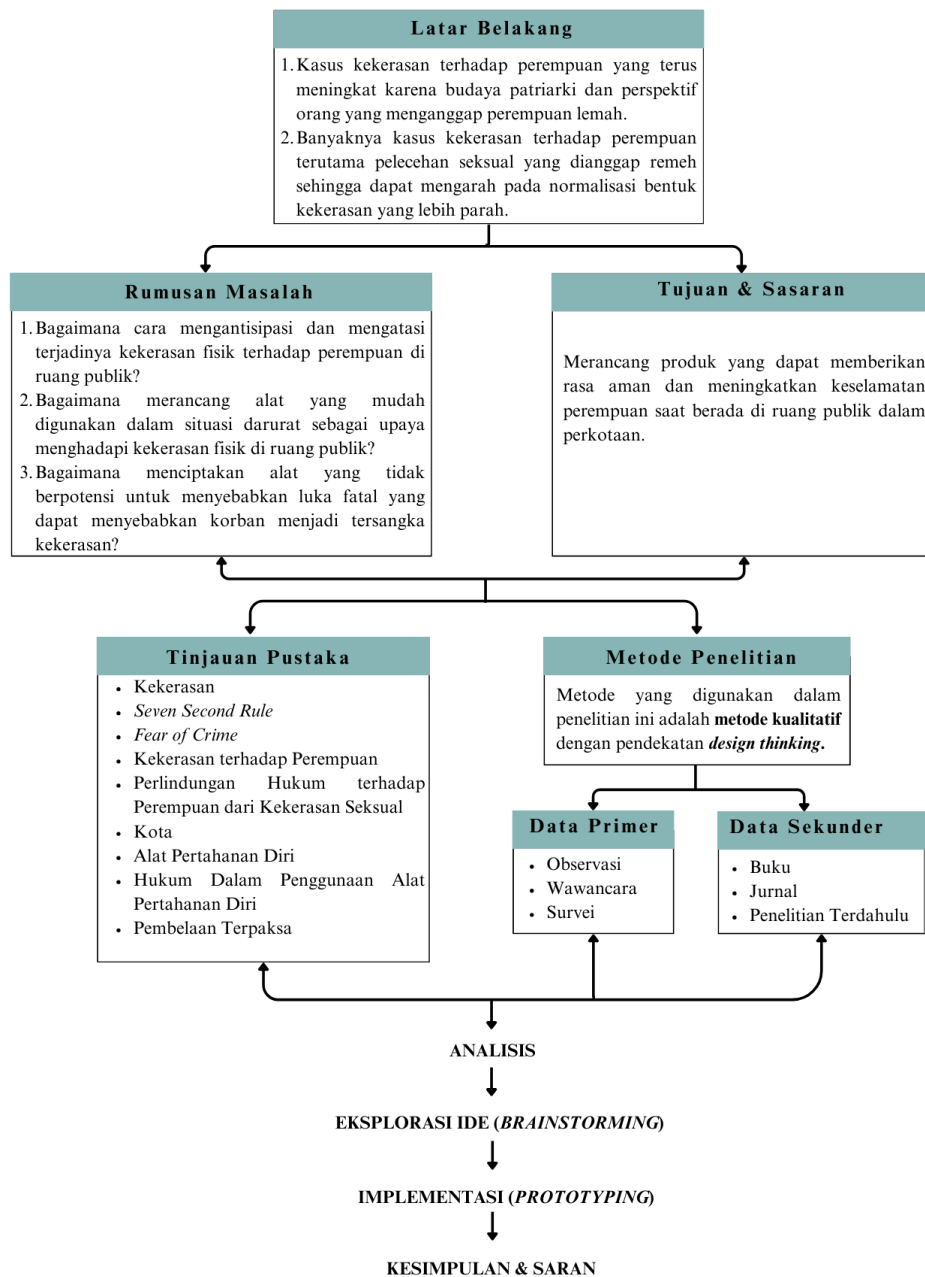 Latar Belakang
1. Kasus kekerasan terhadap perempuan yang terus
meningkat karena budaya patriarki dan perspektif
orang yang menganggap perempuan lemah.
2. Banyaknya kasus kekerasan terhadap perempuan
terutama pelecehan seksual yang dianggap remeh
sehingga dapat mengarah pada normalisasi bentuk
kekerasan yang lebih parah.
Rumusan Masalah
1. Bagaimana cara mengantisipasi dan mengatasi
terjadinya kekerasan fisik terhadap perempuan di
ruang publik?
2. Bagaimana merancang alat yang mudah
digunakan dalam situasi darurat sebagai upaya
menghadapi kekerasan fisik di ruang publik?
3. Bagaimana menciptakan alat yang tidak
berpotensi untuk menyebabkan luka fatal yang
dapat menyebabkan korban menjadi tersangka
kekerasan?
Tujuan & Sasaran
Merancang produk yang dapat memberikan
rasa aman dan meningkatkan keselamatan
perempuan saat berada di ruang publik dalam
perkotaan.
Tinjauan Pustaka
• Kekerasan
• Seven Second Rule
• Fear of Crime
• Kekerasan terhadap Perempuan
• Perlindungan Hukum terhadap
Perempuan dari Kekerasan Seksual
• Kota
• Alat Pertahanan Diri
• Hukum Dalam Penggunaan Alat
Pertahanan Diri
• Pembelaan Terpaksa
Metode Penelitian
Metode yang digunakan dalam
penelitian ini adalah metode kualitatif
dengan pendekatan design thinking.
Data Primer
• Observasi
• Wawancara
• Survei
Data Sekunder
• Buku
• Jurnal
• Penelitian Terdahulu
ANALISIS
EKSPLORASI IDE (BRAINSTORMING)
IMPLEMENTASI (PROTOTYPING)
KESIMPULAN & SARAN